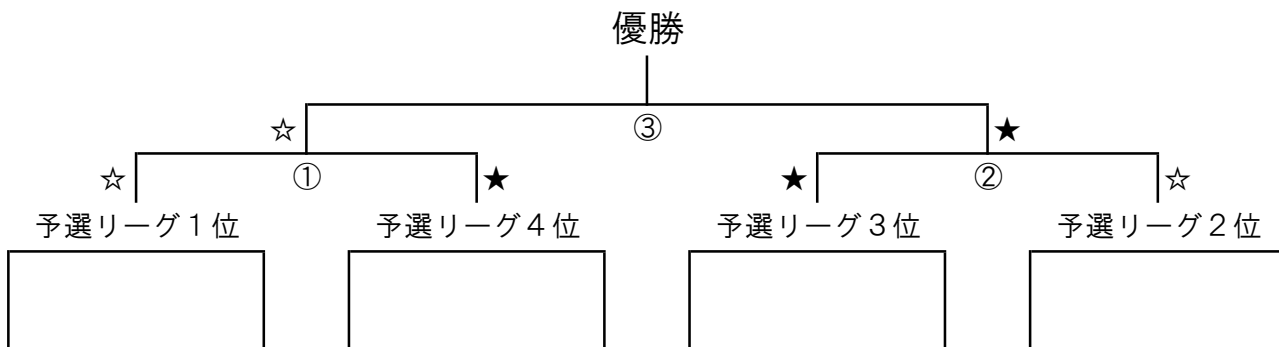 優勝
☆ ③ ★
☆ ① ★ ★ ② ☆
予選リーグ１位 予選リーグ４位 予選リーグ３位 予選リーグ２位